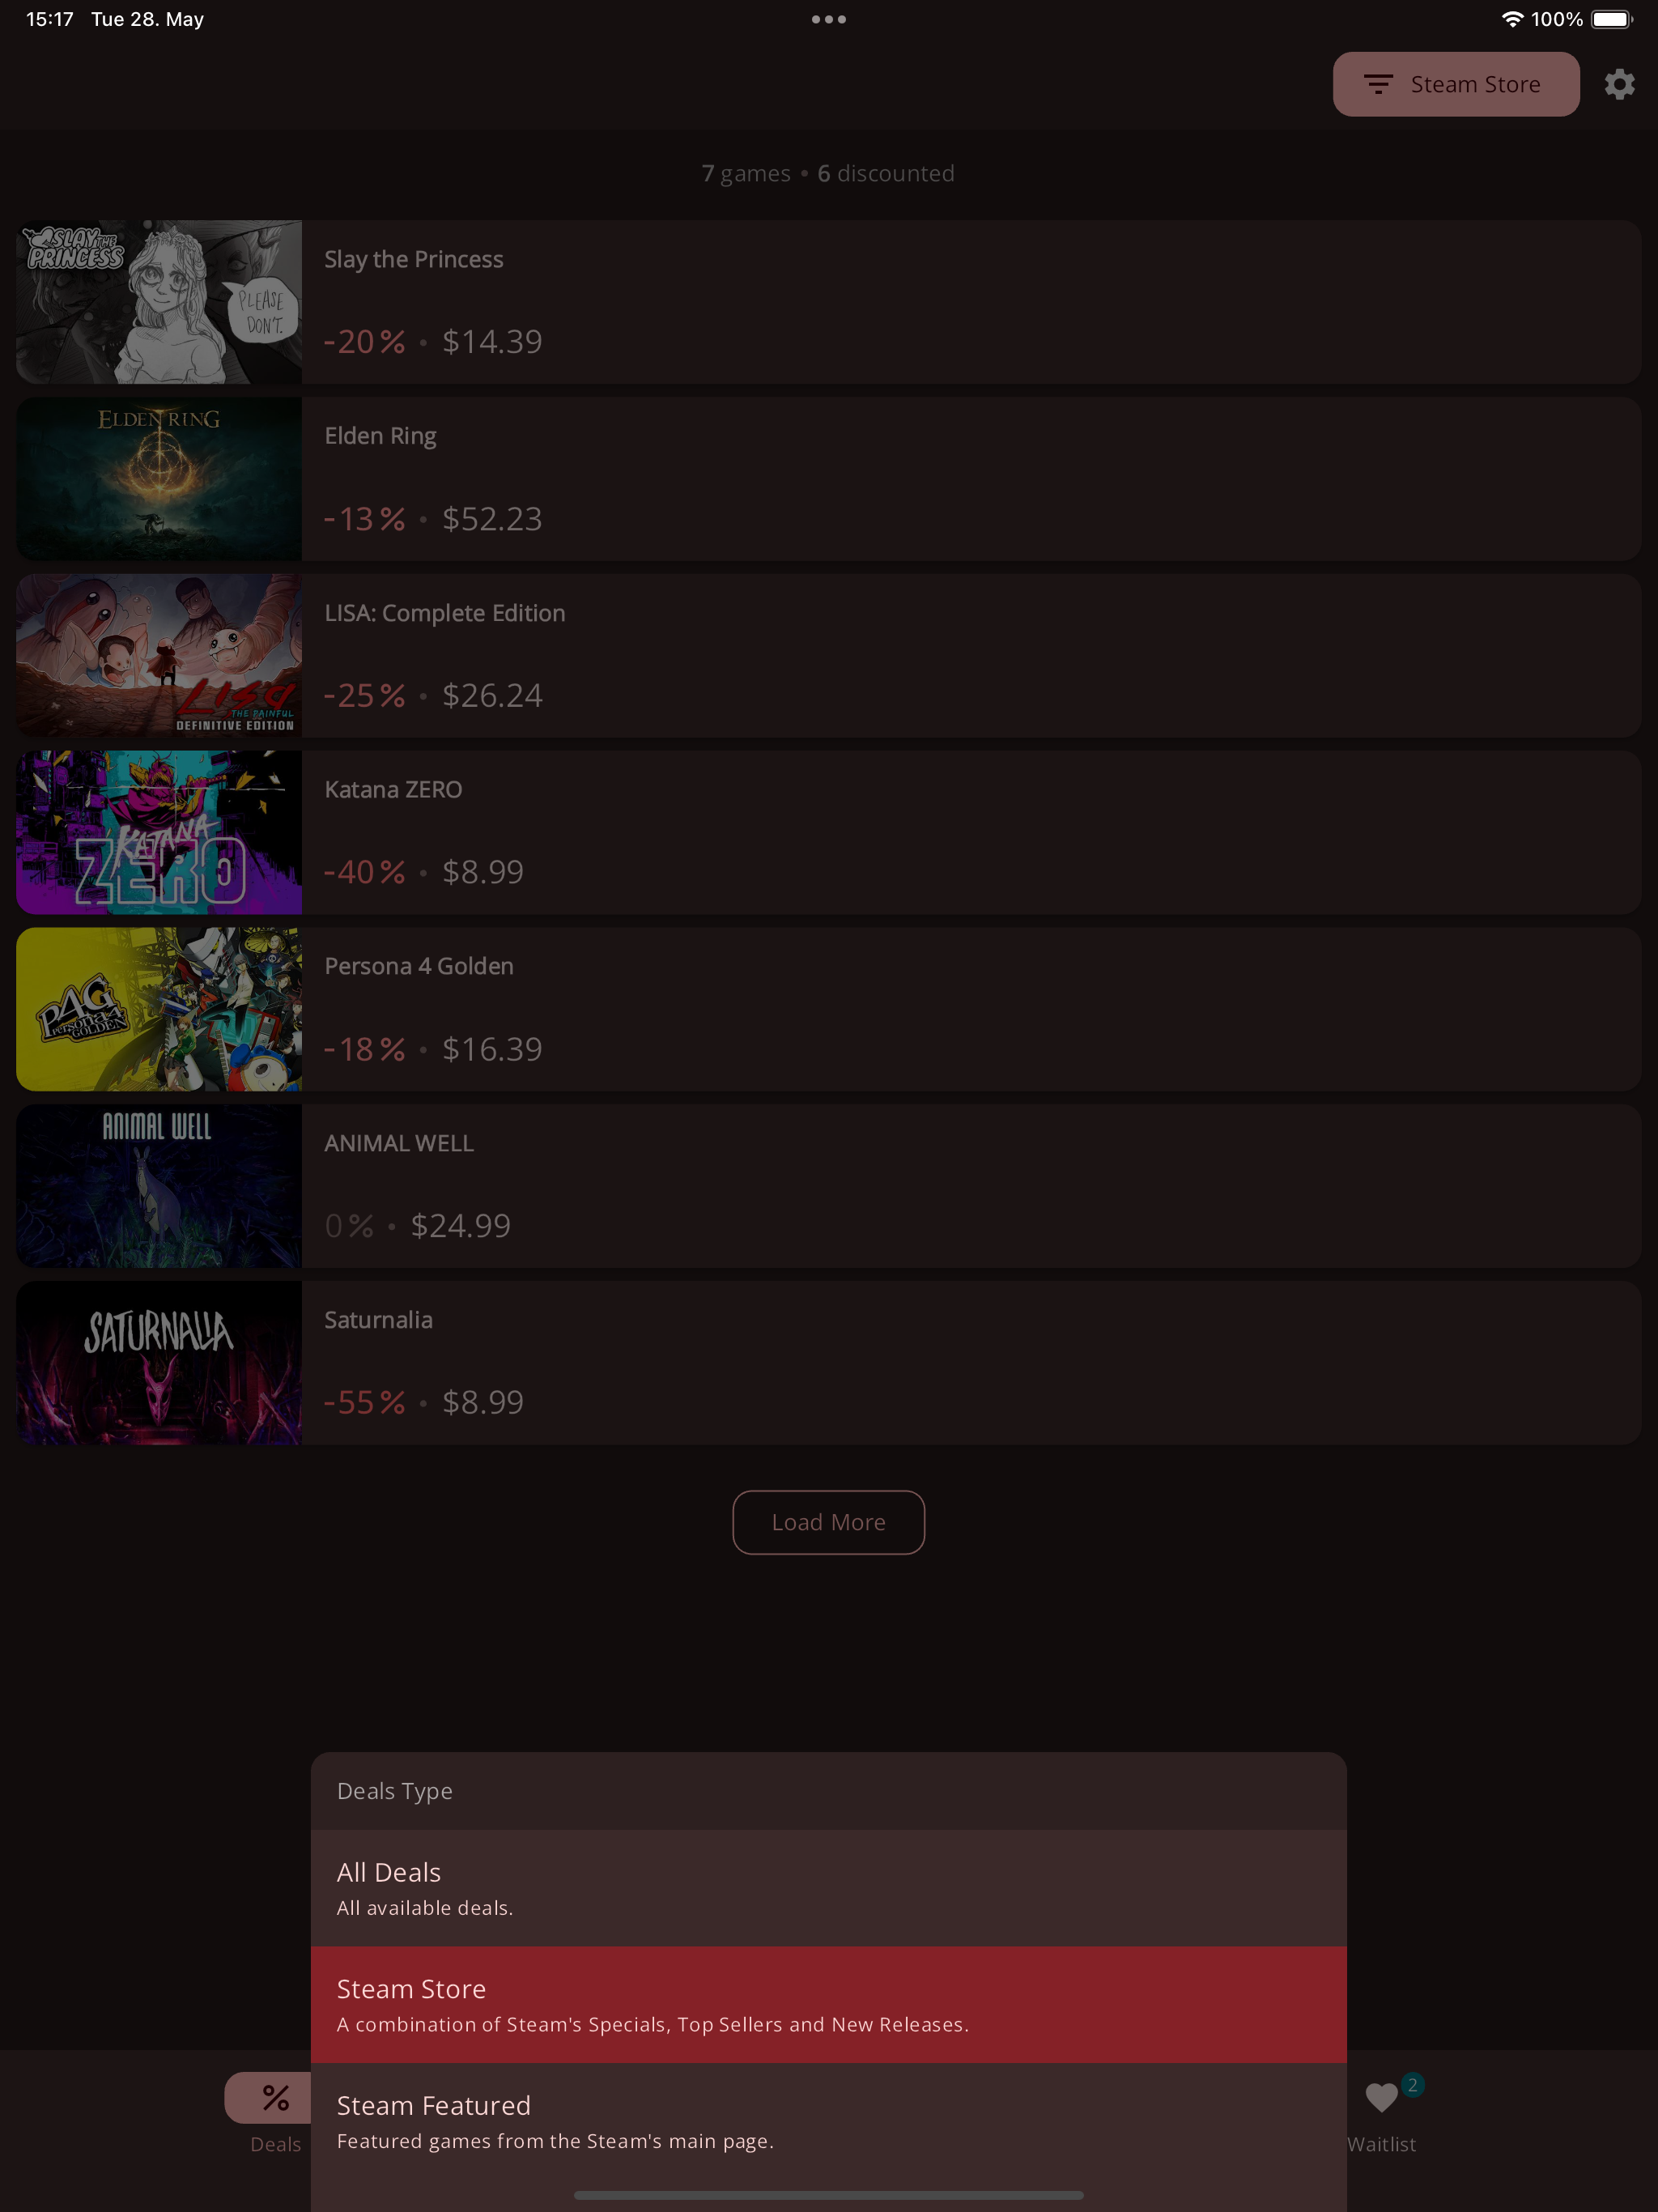 15:17 Tue 28. May
100%
Steam Store
7 games • 6 discounted
SLAY THE
PRINCESS
PLEASE
DON'T.
Slay the Princess
-20% • $14.39
ELDEN RING
Elden Ring
-13% • $52.23
LISA
THE PAINFUL
DEFINITIVE EDITION
LISA: Complete Edition
-25% • $26.24
KATANA
ZERO
Katana ZERO
-40% • $8.99
P4G
Persona 4
GOLDEN
Persona 4 Golden
-18% • $16.39
ANIMAL WELL
ANIMAL WELL
0% • $24.99
SATURNALIA
Saturnalia
-55% • $8.99
Load More
Deals Type
All Deals
All available deals.
Steam Store
A combination of Steam's Specials, Top Sellers and New Releases.
Steam Featured
Featured games from the Steam's main page.
Deals
2
Waitlist